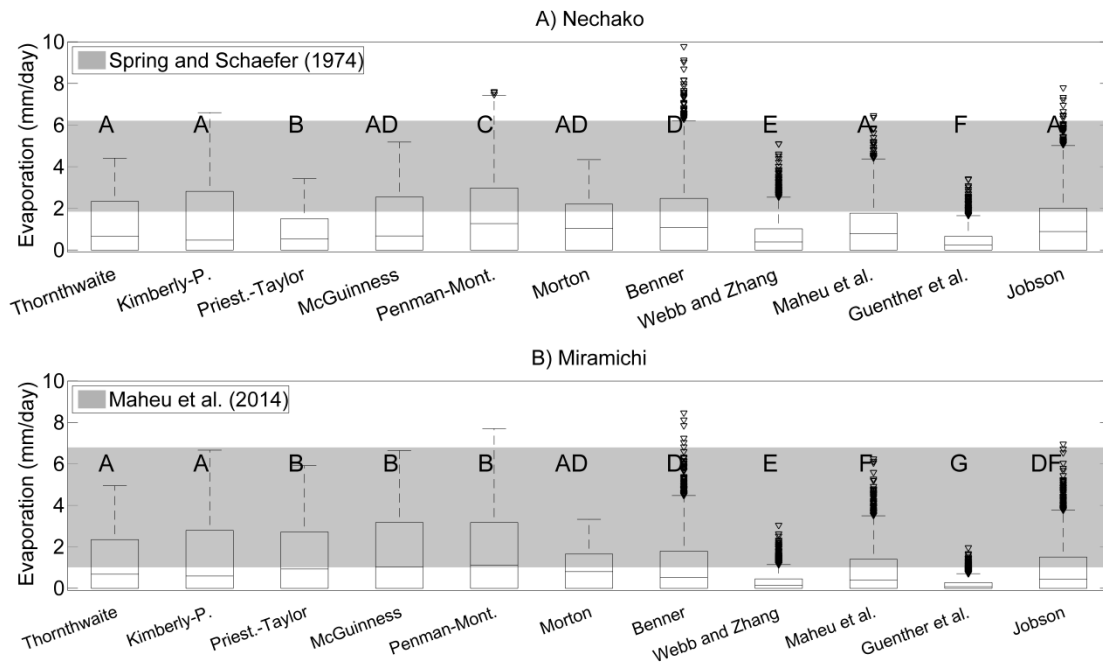 A) Nechako
Evaporation (mm/day)
10
8
6
4
2
0
Spring and Schaefer (1974)
A A B AD C AD D E A F A
Thornthwaite
Kimberly-P.
Priest.-Taylor
McGuinness
Penman-Mont.
Morton
Benner
Webb and Zhang
Maheu et al.
Guenther et al.
Jobson
B) Miramichi
Evaporation (mm/day)
10
8
6
4
2
0
Maheu et al. (2014)
A A B B B AD D E F G DF
Thornthwaite
Kimberly-P.
Priest.-Taylor
McGuinness
Penman-Mont.
Morton
Benner
Webb and Zhang
Maheu et al.
Guenther et al.
Jobson